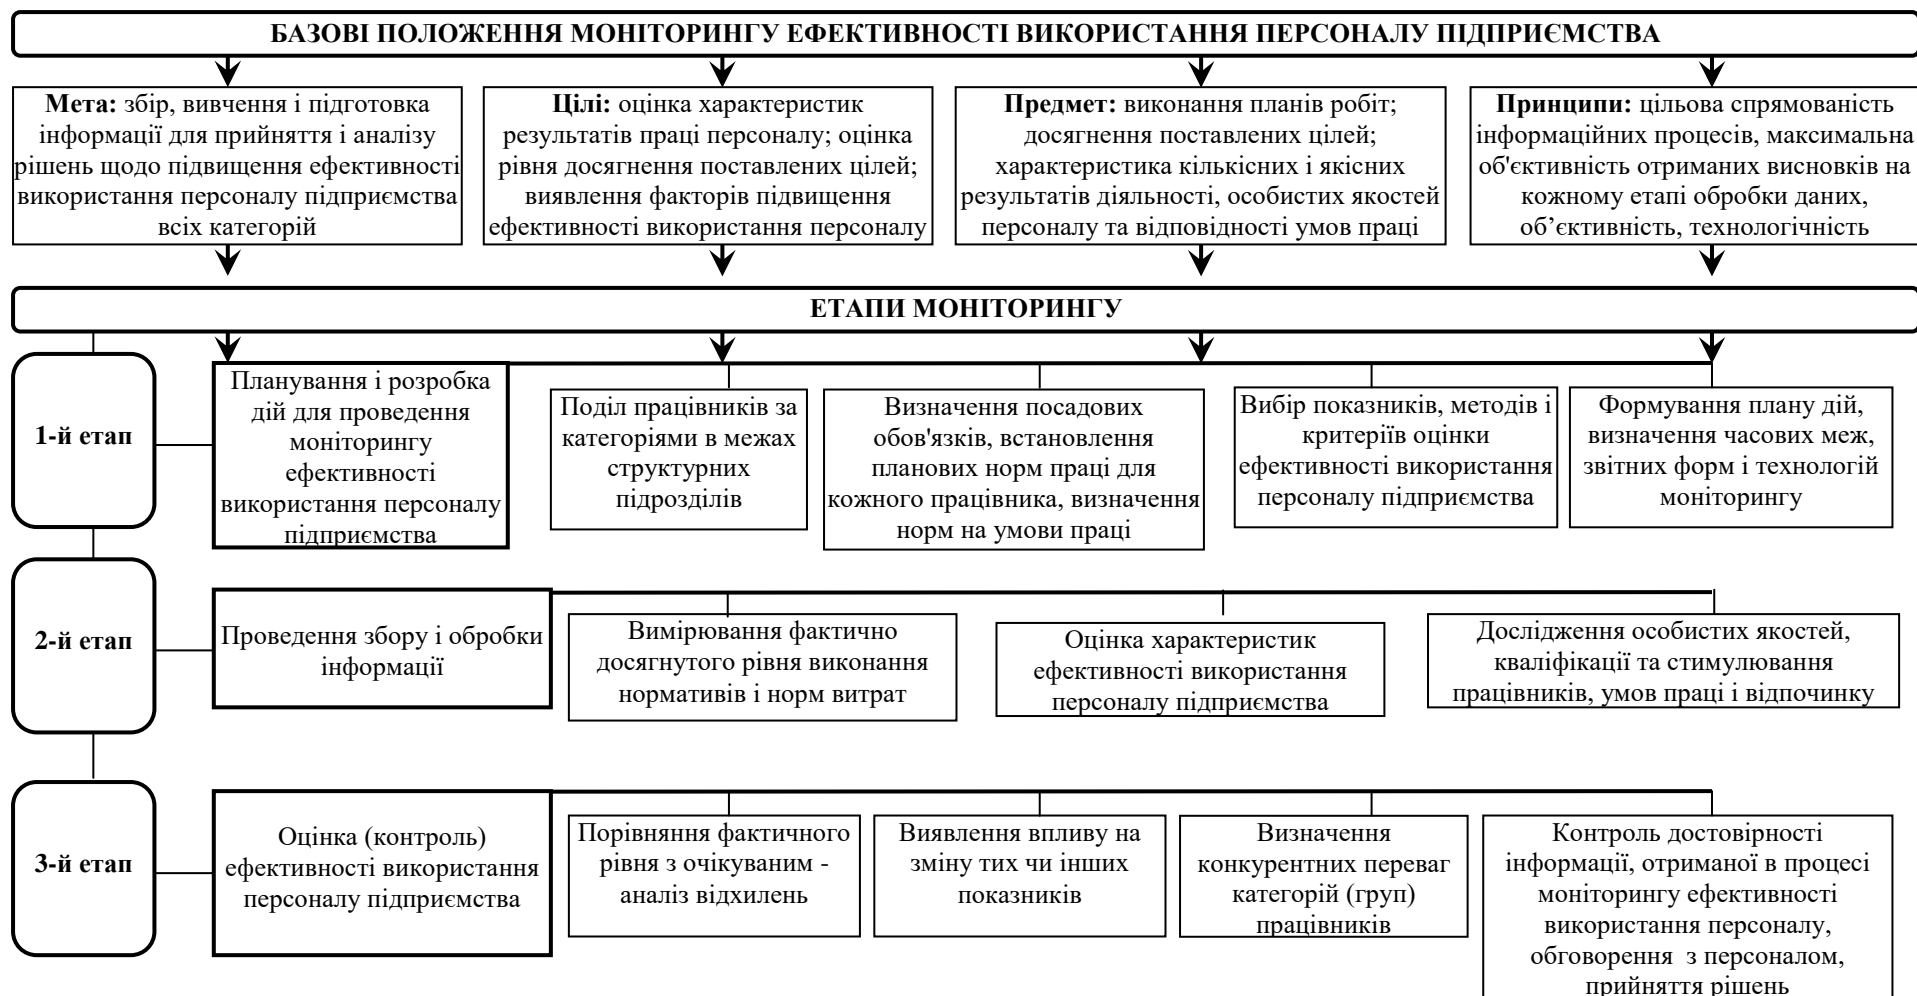 БАЗОВІ ПОЛОЖЕННЯ МОНІТОРИНГУ ЕФЕКТИВНОСТІ ВИКОРИСТАННЯ ПЕРСОНАЛУ ПІДПРИЄМСТВА
Мета: збір, вивчення і підготовка
інформації для прийняття і аналізу
рішень щодо підвищення ефективності
використання персоналу підприємства
всіх категорій
Цілі: оцінка характеристик
результатів праці персоналу; оцінка
рівня досягнення поставлених цілей;
виявлення факторів підвищення
ефективності використання персоналу
Предмет: виконання планів робіт;
досягнення поставлених цілей;
характеристика кількісних і якісних
результатів діяльності, особистих якостей
персоналу та відповідності умов праці
Принципи: цільова спрямованість
інформаційних процесів, максимальна
об'єктивність отриманих висновків на
кожному етапі обробки даних,
об’єктивність, технологічність
ЕТАПИ МОНІТОРИНГУ
1-й етап
Планування і розробка
дій для проведення
моніторингу
ефективності
використання персоналу
підприємства
Поділ працівників за
категоріями в межах
структурних
підрозділів
Визначення посадових
обов'язків, встановлення
планових норм праці для
кожного працівника, визначення
норм на умови праці
Вибір показників, методів і
критеріїв оцінки
ефективності використання
персоналу підприємства
Формування плану дій,
визначення часових меж,
звітних форм і технологій
моніторингу
2-й етап
Проведення збору і обробки
інформації
Вимірювання фактично
досягнутого рівня виконання
нормативів і норм витрат
Оцінка характеристик
ефективності використання
персоналу підприємства
Дослідження особистих якостей,
кваліфікації та стимулювання
працівників, умов праці і відпочинку
3-й етап
Оцінка (контроль)
ефективності використання
персоналу підприємства
Порівняння фактичного
рівня з очікуваним -
аналіз відхилень
Виявлення впливу на
зміну тих чи інших
показників
Визначення
конкурентних переваг
категорій (груп)
працівників
Контроль достовірності
інформації, отриманої в процесі
моніторингу ефективності
використання персоналу,
обговорення з персоналом,
прийняття рішень